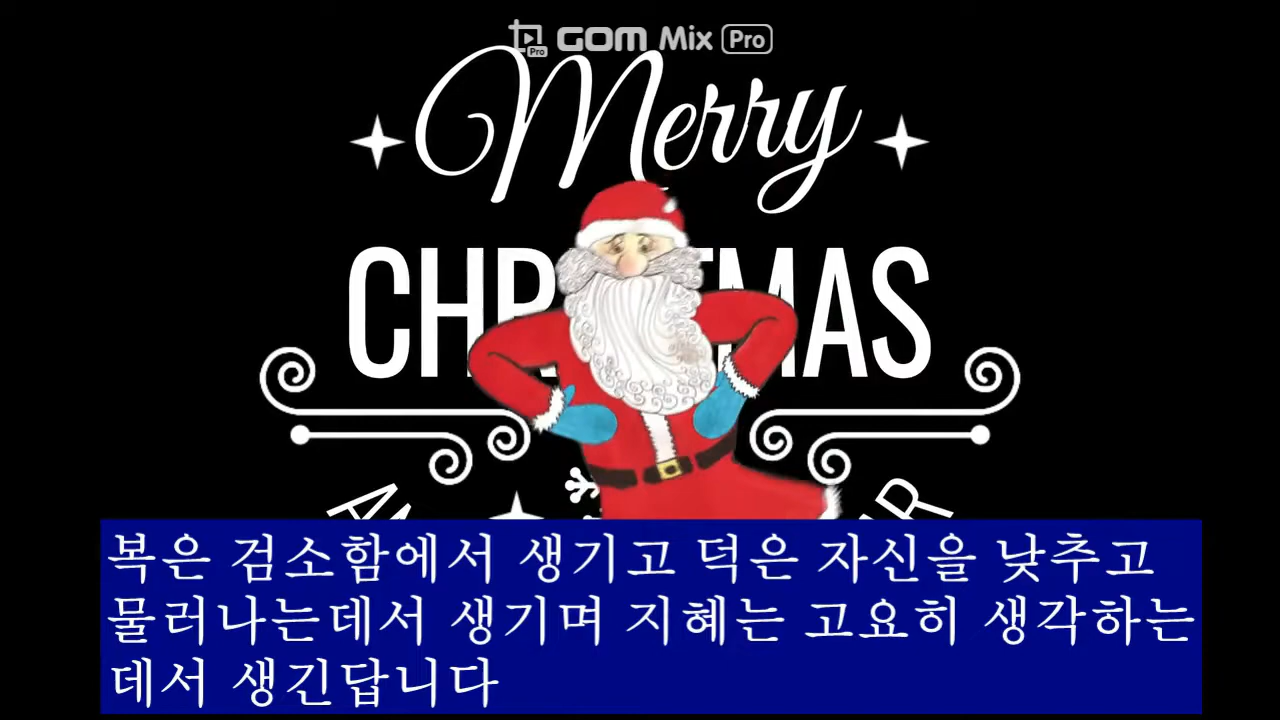 GOM Mix Pro
Merry
CHR TMAS
복은 검소함에서 생기고 덕은 자신을 낮추고
물러나는데서 생기며 지혜는 고요히 생각하는
데서 생긴답니다